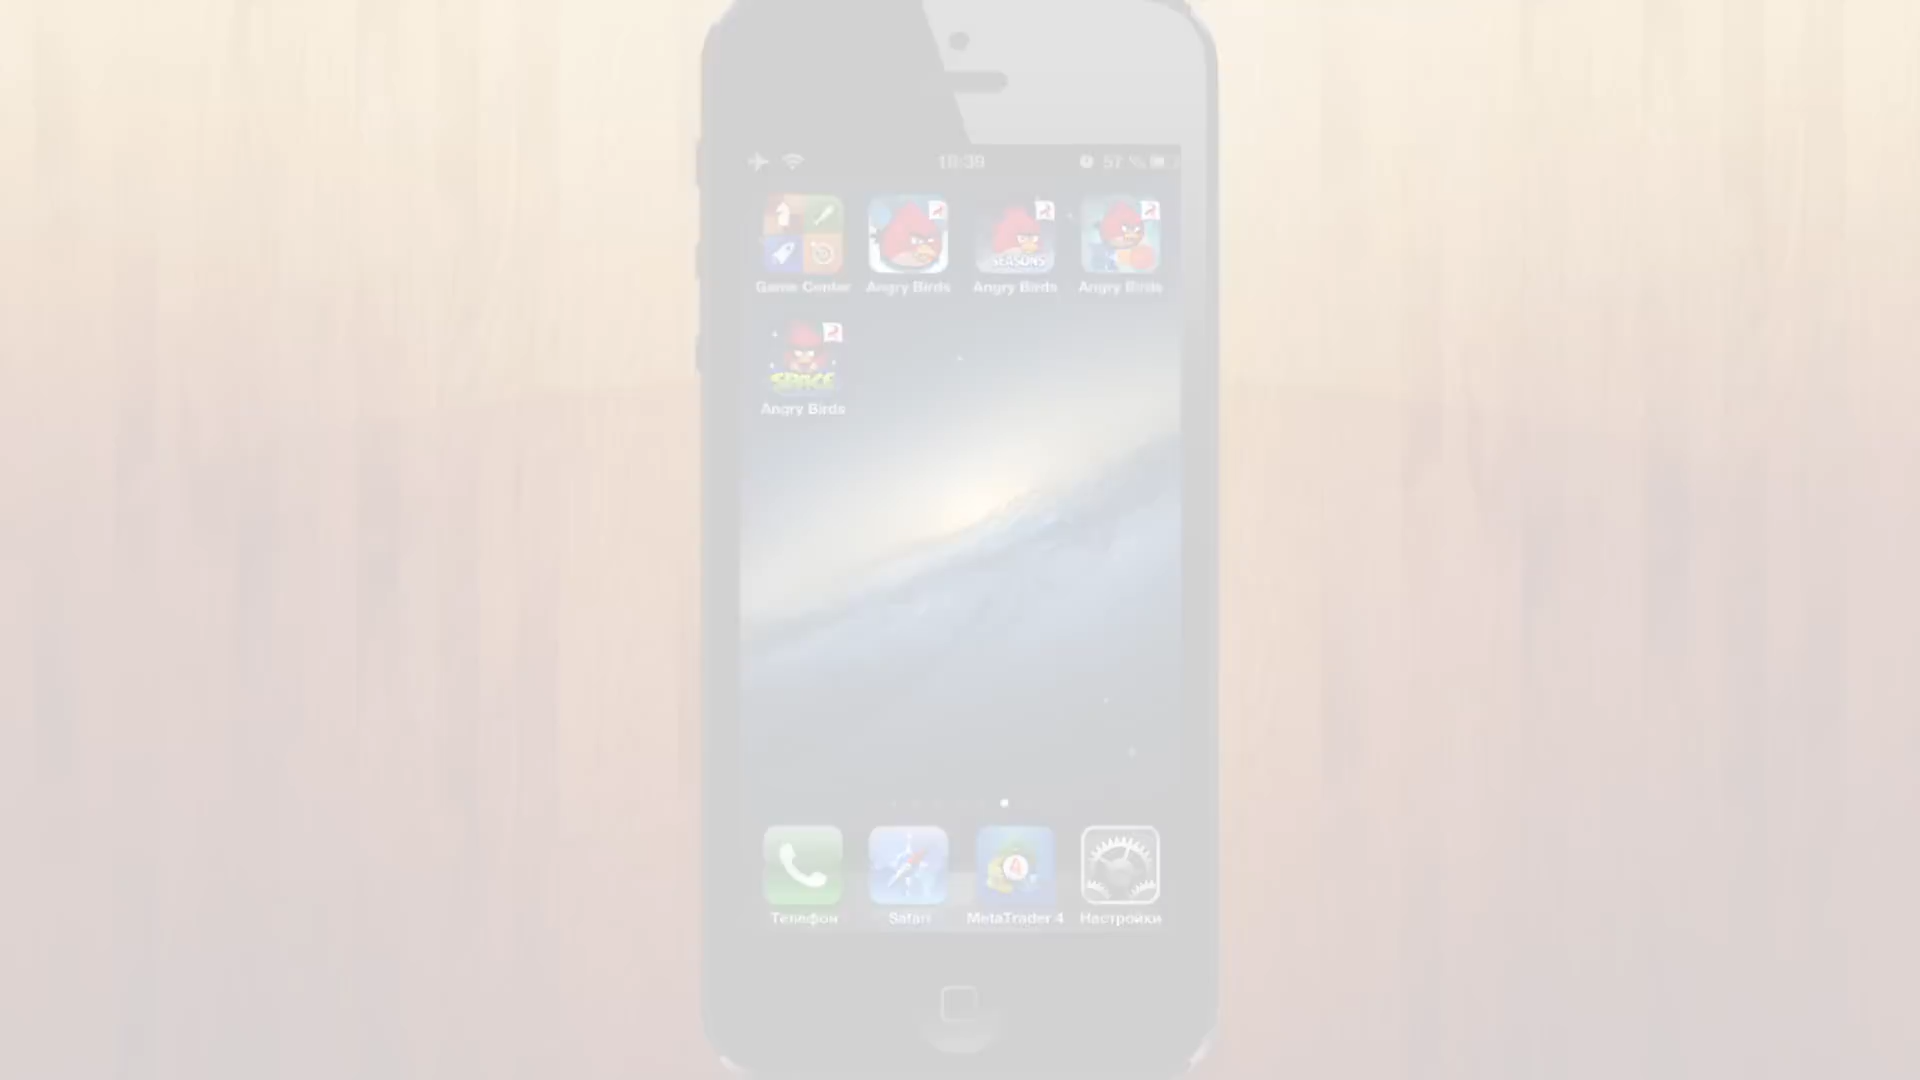 18:39 57 %
Game Center Angry Birds Angry Birds Angry Birds
SEASONS
SPACE
Angry Birds
4
Телефон Safari MetaTrader 4 Настройки